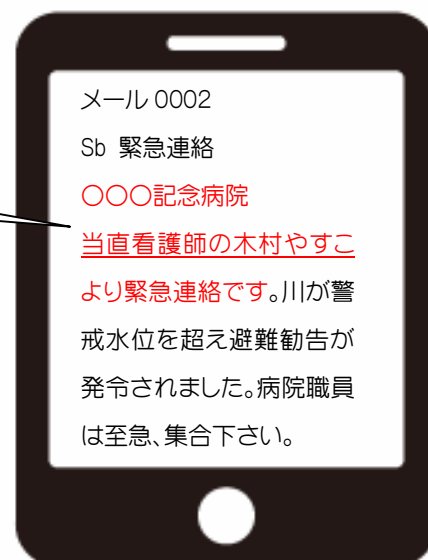 メール 0002
Sb 緊急連絡
〇〇〇記念病院
当直看護師の木村やすこ
より緊急連絡です。川が警
戒水位を超え避難勧告が
発令されました。病院職員
は至急、集合下さい。